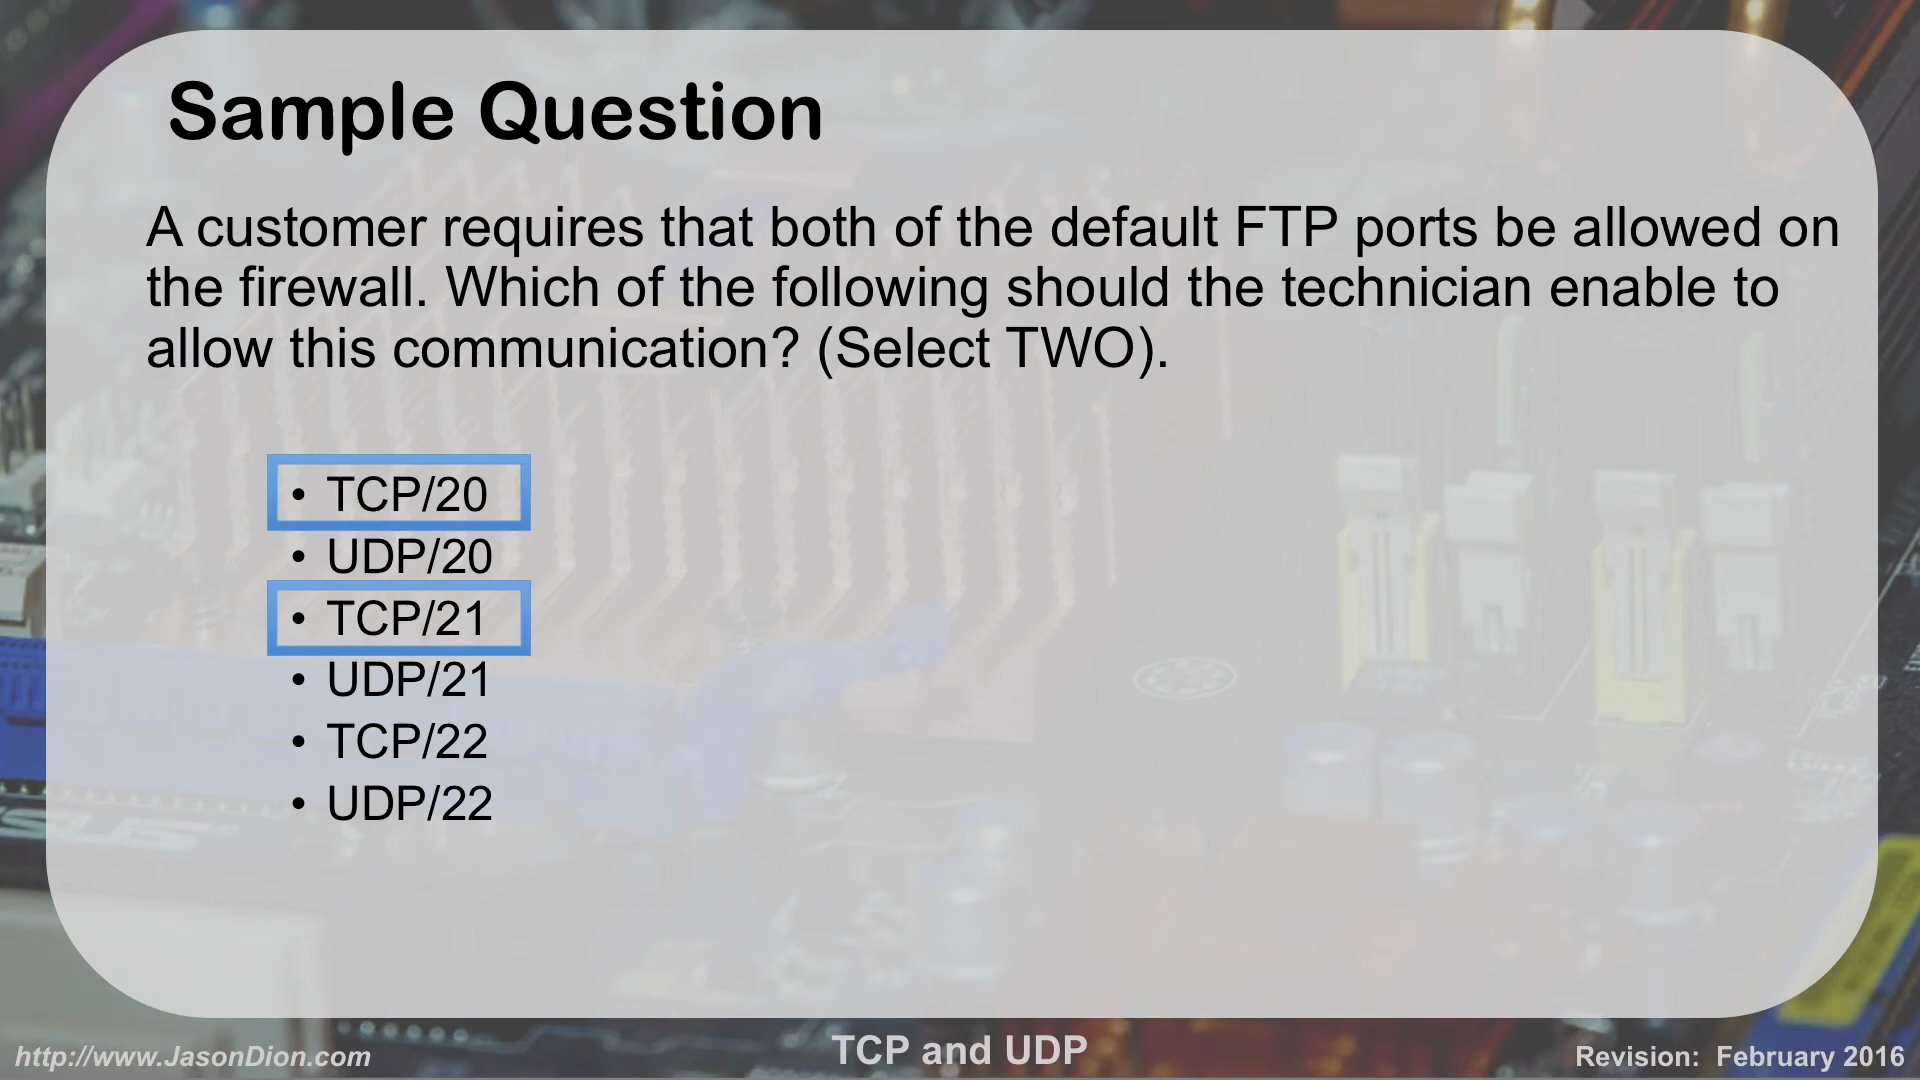 Sample Question
A customer requires that both of the default FTP ports be allowed on
the firewall. Which of the following should the technician enable to
allow this communication? (Select TWO).
• TCP/20
• UDP/20
• TCP/21
• UDP/21
• TCP/22
• UDP/22
http://www.JasonDion.com
TCP and UDP
Revision: February 2016